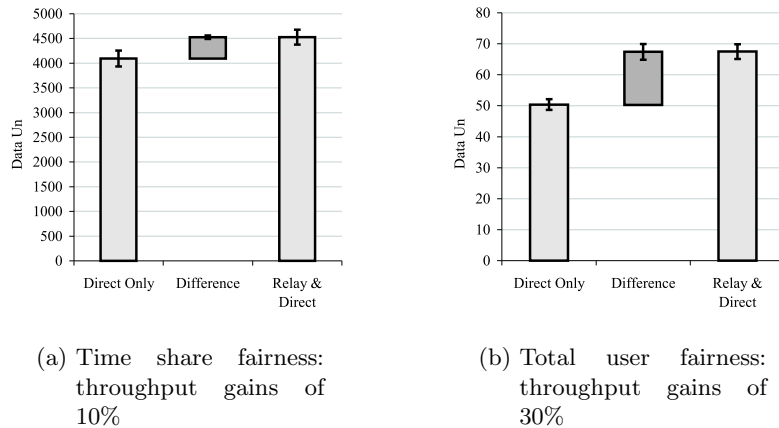 5000
4500
4000
3500
3000
2500
2000
1500
1000
500
0
Data Un
Direct Only
Difference
Relay &
Direct
(a) Time share fairness:
throughput gains of
10%
80
70
60
50
40
30
20
10
0
Data Un
Direct Only
Difference
Relay &
Direct
(b) Total user fairness:
throughput gains of
30%